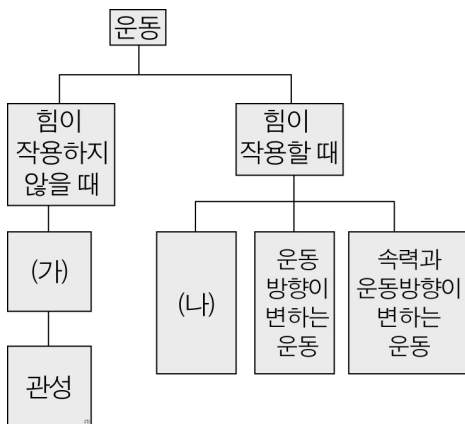 운동
힘이
작용하지
않을 때
힘이
작용할 때
(가)
(나)
운동
방향이
변하는
운동
속력과
운동방향이
변하는
운동
관성